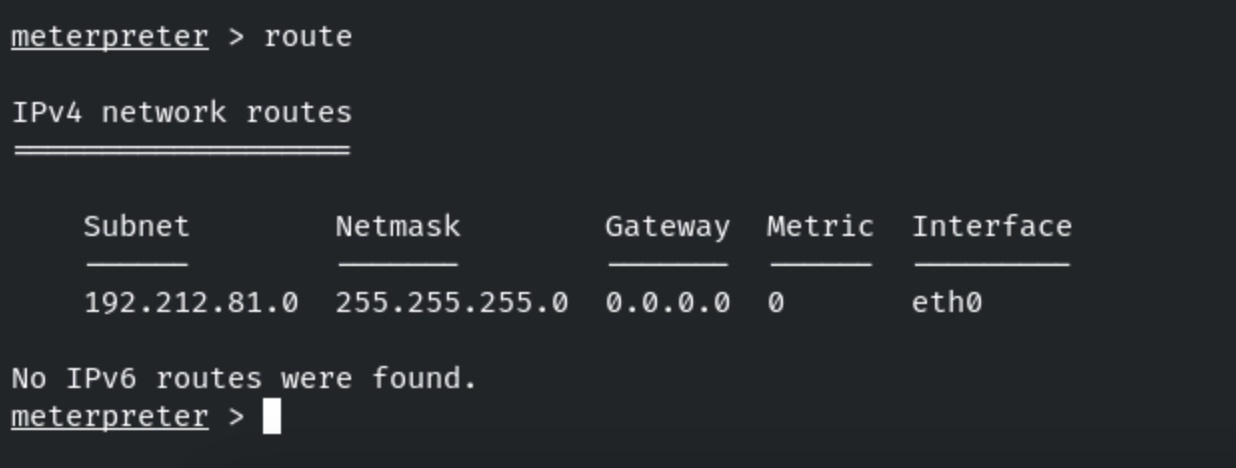 meterpreter > route
IPv4 network routes
Subnet Netmask Gateway Metric Interface
192.212.81.0 255.255.255.0 0.0.0.0 0 eth0
No IPv6 routes were found.
meterpreter >